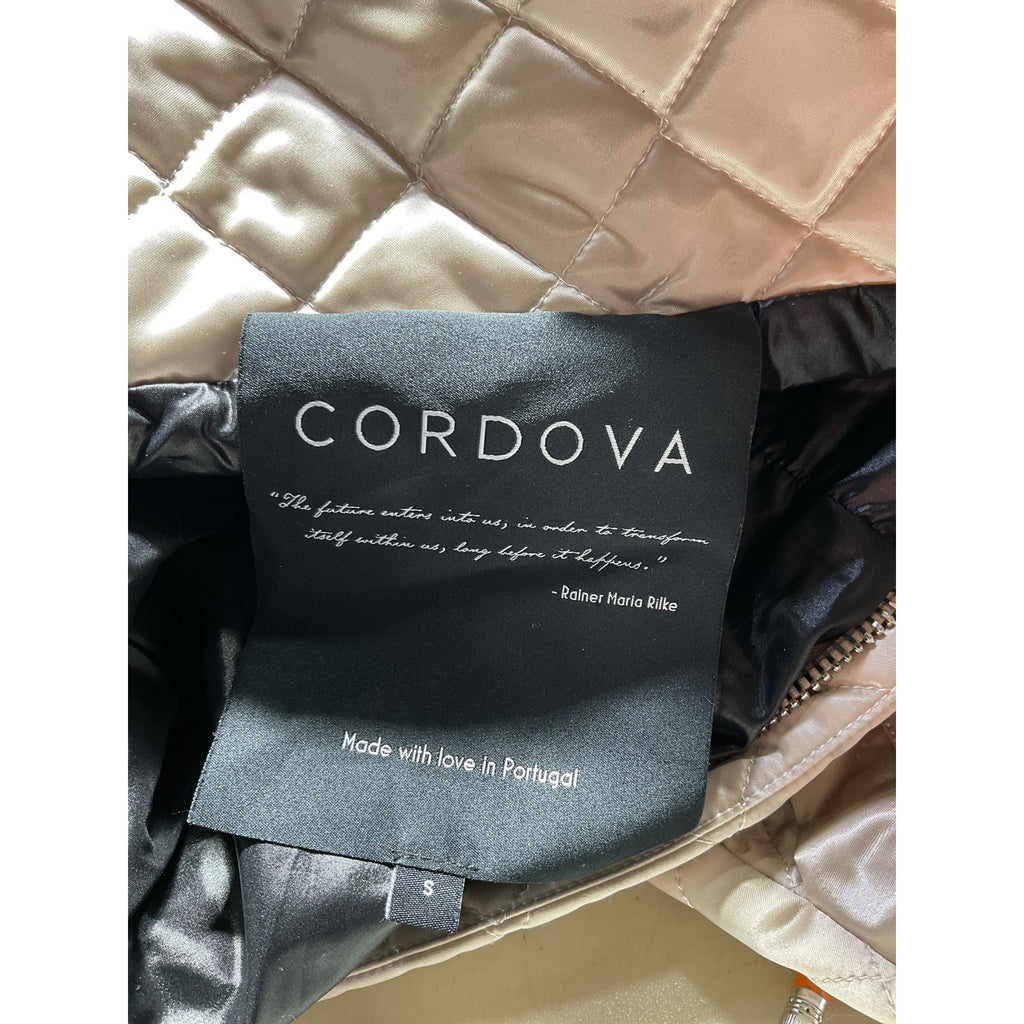 CORDOVA
"The future enters into us, in order to transform
itself within us, long before it happens."
- Rainer Maria Rilke
Made with love in Portugal
S